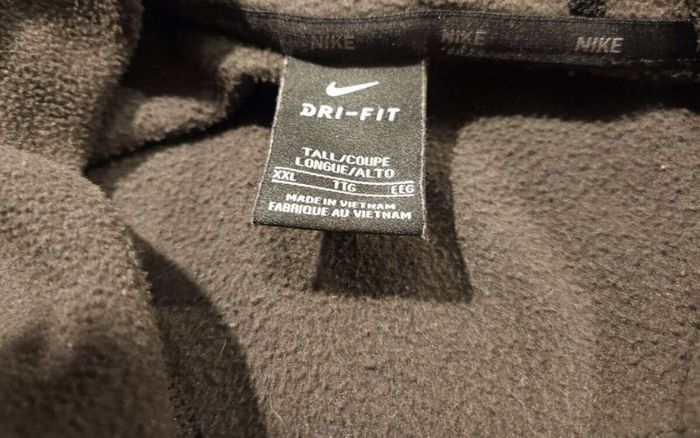 NIKE NIKE NIKE
DRI-FIT
TALL/COUPE
LONGUE/ALTO
XXL TTG EEG
MADE IN VIETNAM
FABRIQUE AU VIETNAM